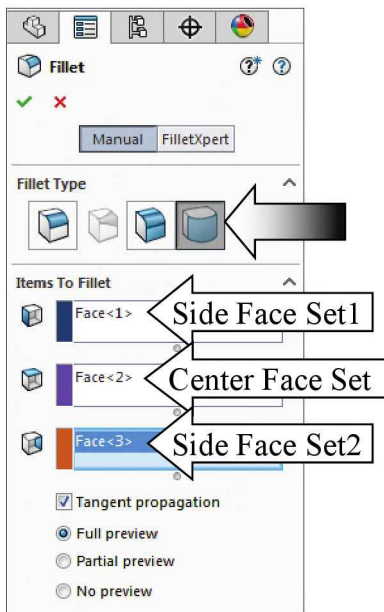 Fillet
Manual FilletXpert
Fillet Type
Items To Fillet
Face<1> Side Face Set1
Face<2> Center Face Set
Face<3> Side Face Set2
Tangent propagation
Full preview
Partial preview
No preview